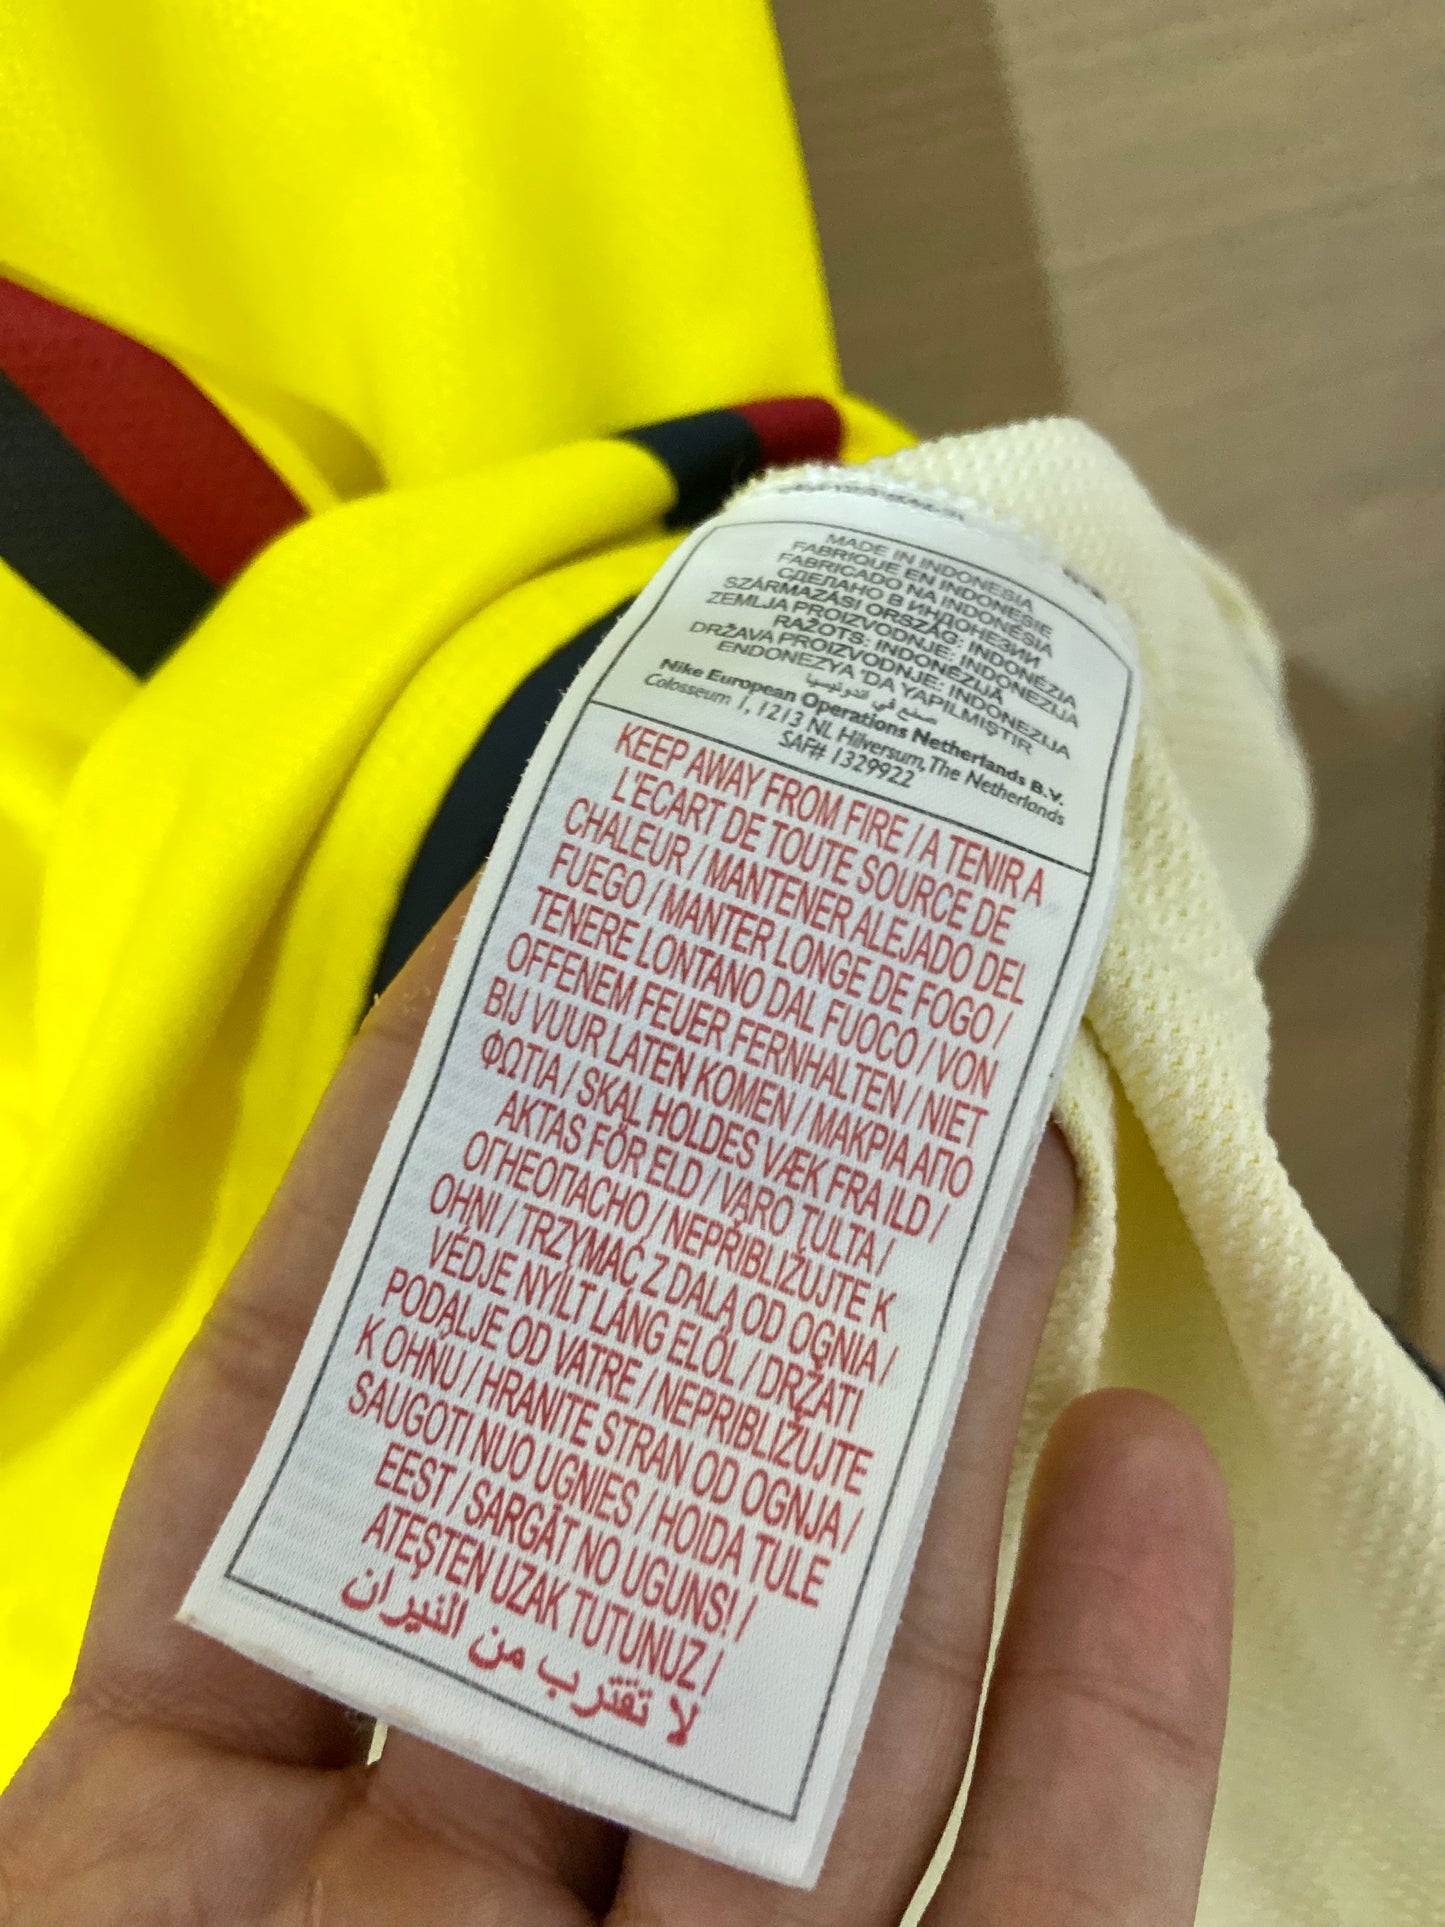 MADE IN INDONESIA
FABRIQUE EN INDONESIE
FABRICADO NA INDONÉSIA
СДЕЛАНО В ИНДОНЕЗИИ
SZÁRMAZÁSI ORSZÁG: INDONÉZIA
ZEMLJA PROIZVODNJE: INDONEZIJA
RAŽOTS: INDONĒZIJĀ
DRŽAVA PROIZVODNJE: INDONEZIJA
ENDONEZYA 'DA YAPILMIŞTIR
صنع في اندونيسيا
Nike European Operations Netherlands B.V.
Colosseum 1, 1213 NL Hilversum, The Netherlands
SAF# 1329922
KEEP AWAY FROM FIRE / A TENIR A
L'ECART DE TOUTE SOURCE DE
CHALEUR / MANTENER ALEJADO DEL
FUEGO / MANTER LONGE DE FOGO /
TENERE LONTANO DAL FUOCO / VON
OFFENEM FEUER FERNHALTEN / NIET
BIJ VUUR LATEN KOMEN / ΜΑΚΡΙΑ ΑΠΟ
ΦΩΤΙΑ / SKAL HOLDES VÆK FRA ILD /
AKTAS FÖR ELD / VARO TULTA /
ОГНЕОПАСНО / NEPŘIBLIŽUJTE K
OHNI / TRZYMAĆ Z DALA OD OGNIA /
VÉDJE NYÍLT LÁNG ELŐL / DRŽATI
PODALJE OD VATRE / NEPRIBLIŽUJTE
K OHŇU / HRANITE STRAN OD OGNJA /
SAUGOTI NUO UGNIES / HOIDA TULE
EEST / SARGĀT NO UGUNS! /
ATEŞTEN UZAK TUTUNUZ /
لا تقترب من النيران